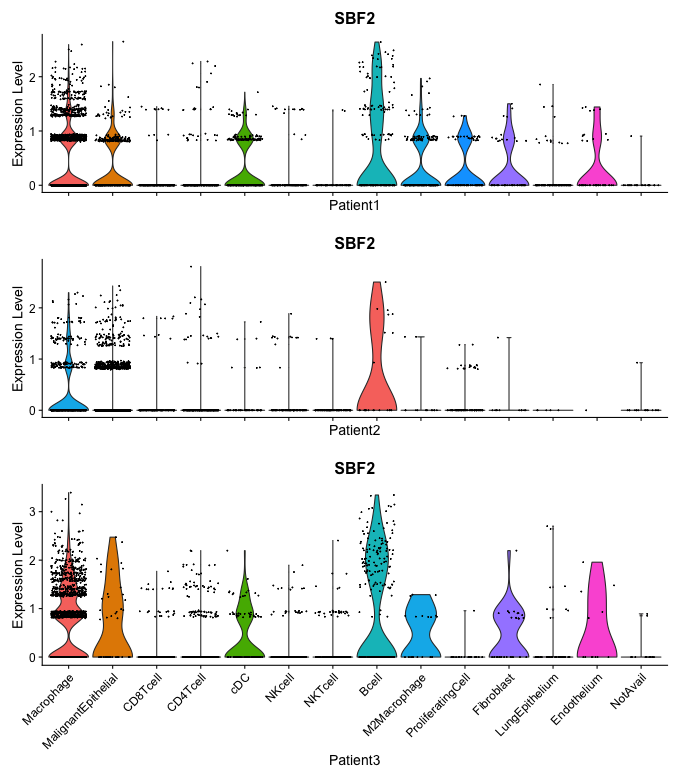 SBF2
Expression Level
2
1
0
Patient1
SBF2
Expression Level
2
1
0
Patient2
SBF2
Expression Level
3
2
1
0
Macrophage
MalignantEpithelial
CD8Tcell
CD4Tcell
cDC
NKcell
NKTcell
Bcell
M2Macrophage
ProliferatingCell
Fibroblast
LungEpithelium
Endothelium
NotAvail
Patient3